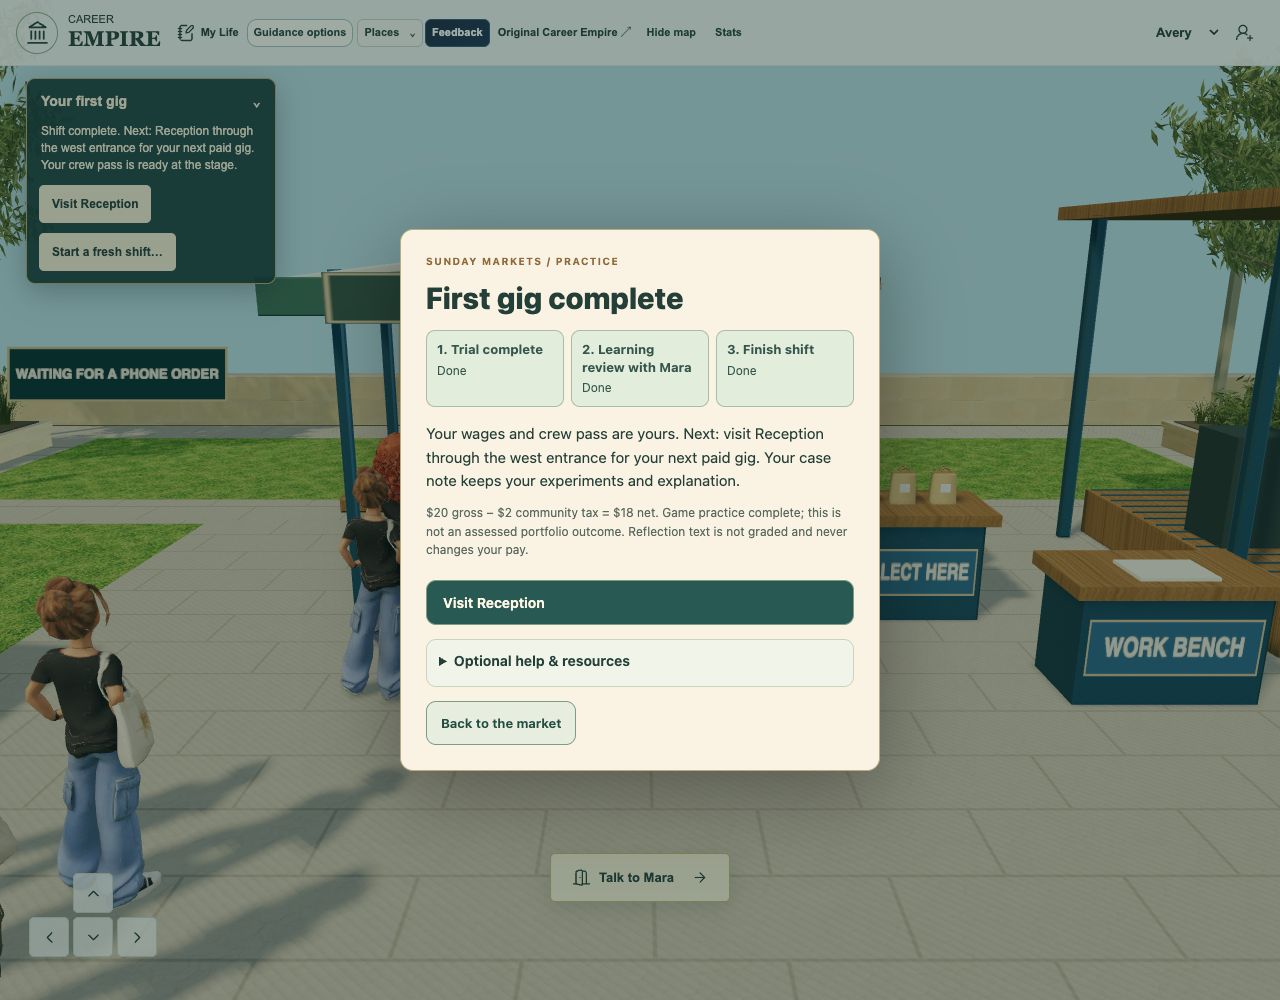 CAREER
EMPIRE
My Life
Guidance options
Places
Feedback
Original Career Empire
Hide map
Stats
Avery
Your first gig
Shift complete. Next: Reception through
the west entrance for your next paid gig.
Your crew pass is ready at the stage.
Visit Reception
Start a fresh shift...
WAITING FOR A PHONE ORDER
SUNDAY MARKETS / PRACTICE
First gig complete
1. Trial complete
Done
2. Learning
review with Mara
Done
3. Finish shift
Done
Your wages and crew pass are yours. Next: visit Reception
through the west entrance for your next paid gig. Your case
note keeps your experiments and explanation.
$20 gross – $2 community tax = $18 net. Game practice complete; this is
not an assessed portfolio outcome. Reflection text is not graded and never
changes your pay.
Visit Reception
Optional help & resources
Back to the market
LECT HERE
WORK BENCH
Talk to Mara